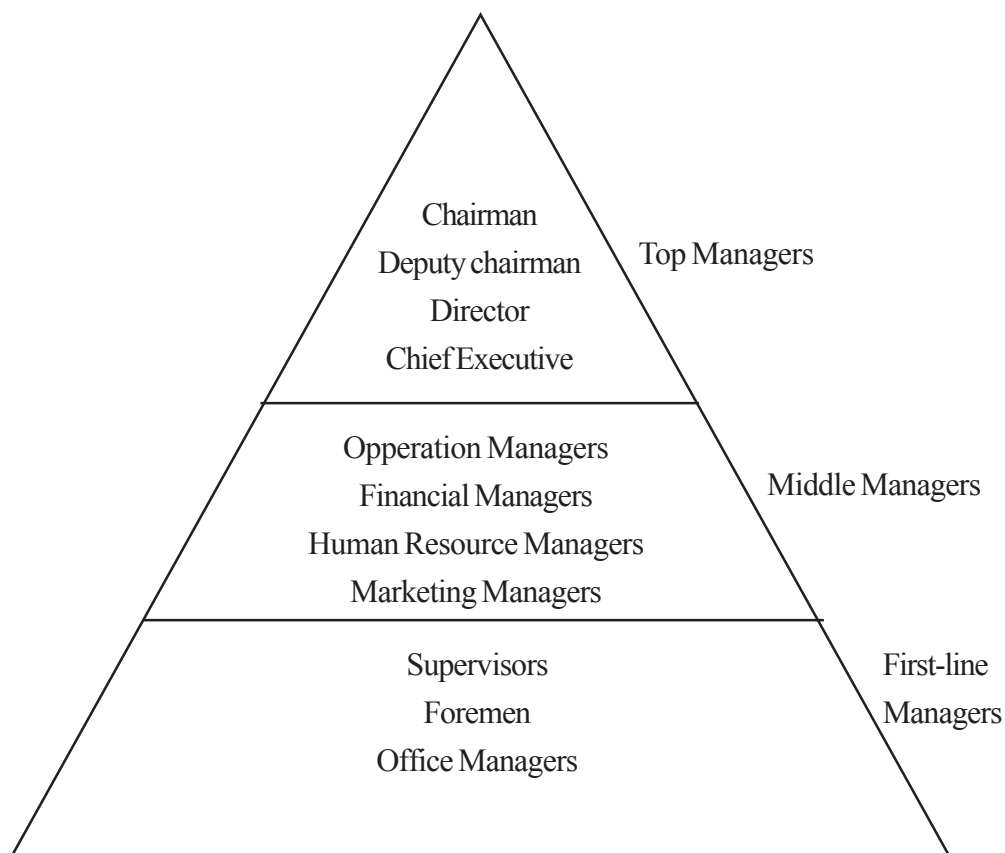 Chairman
Deputy chairman
Director
Chief Executive
Top Managers
Opperation Managers
Financial Managers
Human Resource Managers
Marketing Managers
Middle Managers
Supervisors
Foremen
Office Managers
First-line
Managers